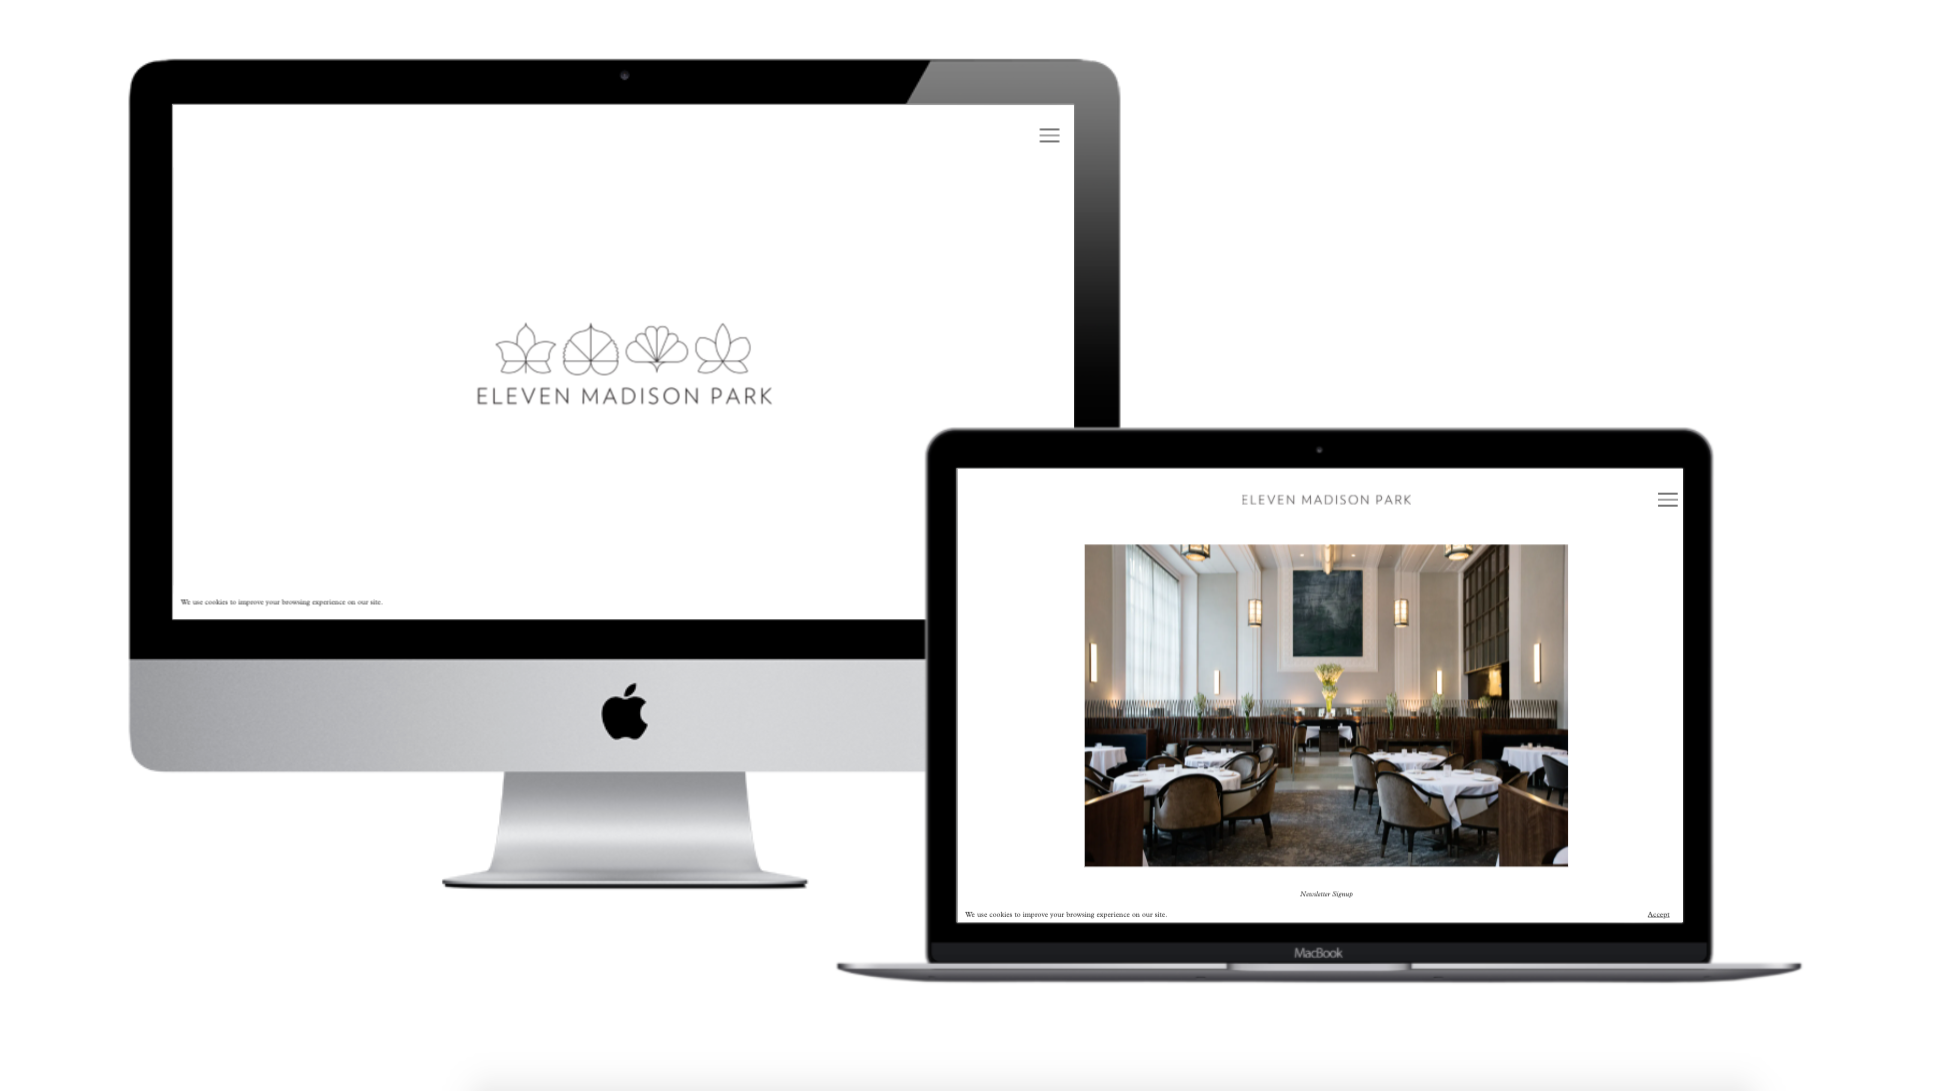 ELEVEN MADISON PARK
We use cookies to improve your browsing experience on our site.
ELEVEN MADISON PARK
Newsletter Signup
We use cookies to improve your browsing experience on our site.
Accept
MacBook